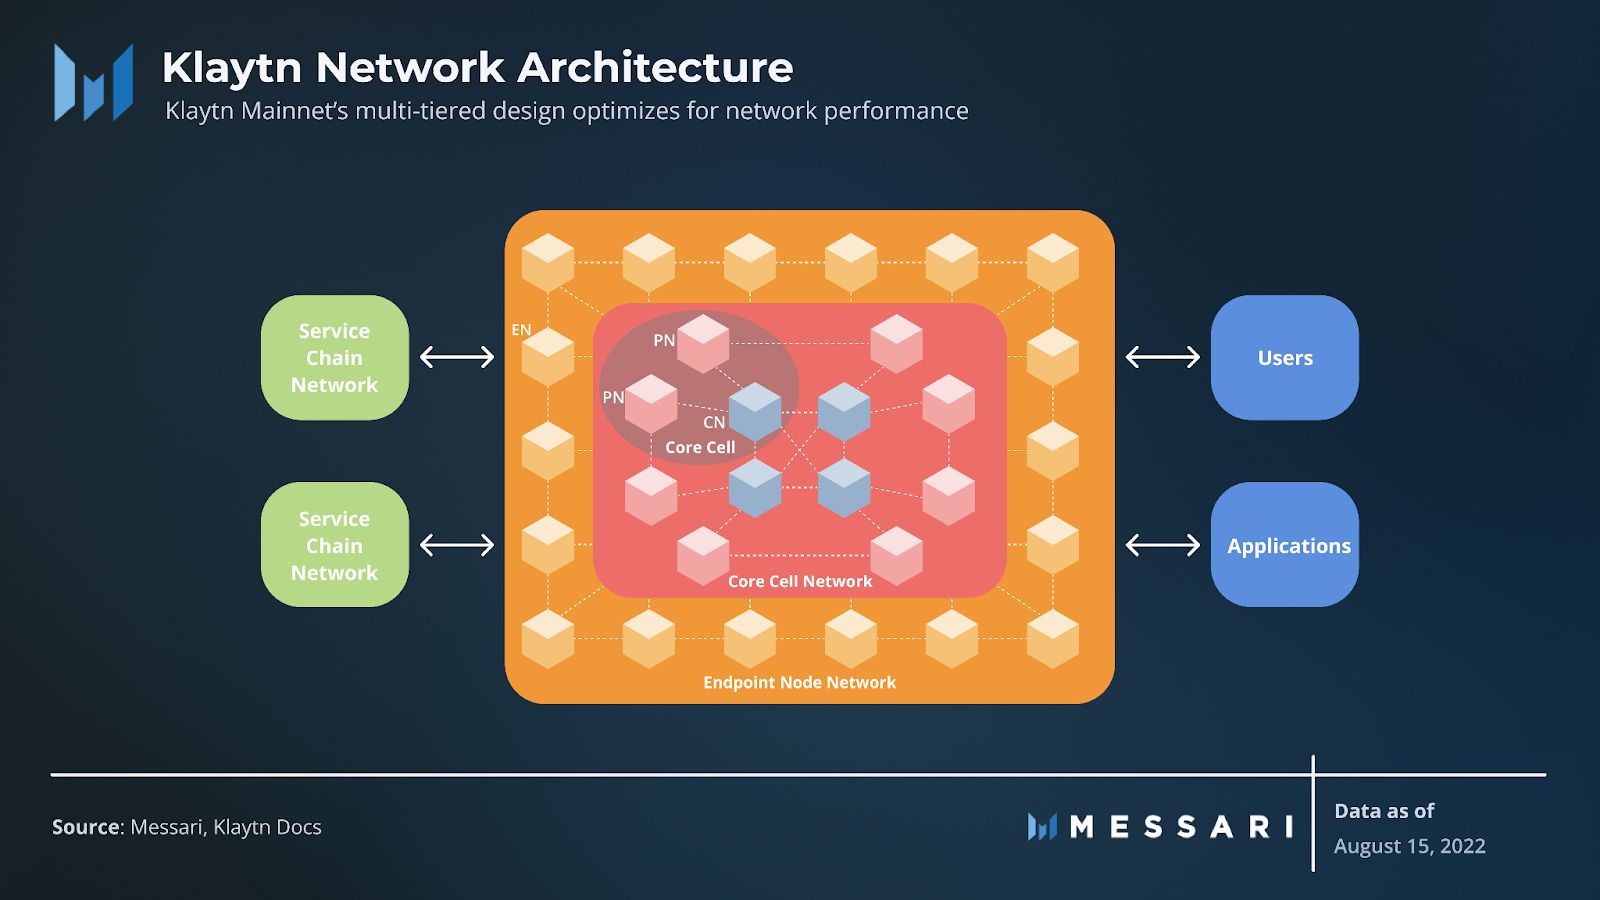 Klaytn Network Architecture
Klaytn Mainnet’s multi-tiered design optimizes for network performance
Service
Chain
Network
Service
Chain
Network
EN
PN
PN
CN
Core Cell
Core Cell Network
Endpoint Node Network
Users
Applications
Source: Messari, Klaytn Docs
MESSARI
Data as of
August 15, 2022